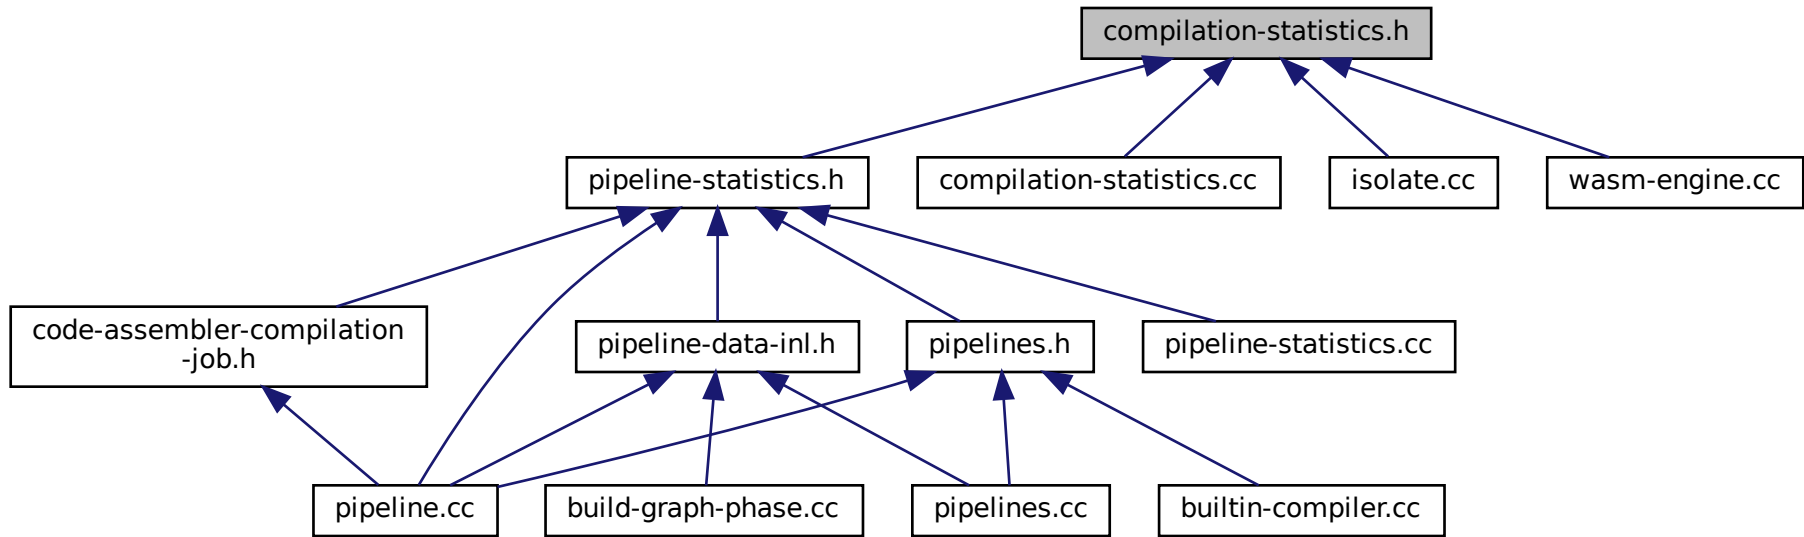 compilation-statistics.h
pipeline-statistics.h
compilation-statistics.cc
isolate.cc
wasm-engine.cc
code-assembler-compilation
-job.h
pipeline-data-inl.h
pipelines.h
pipeline-statistics.cc
pipeline.cc
build-graph-phase.cc
pipelines.cc
builtin-compiler.cc